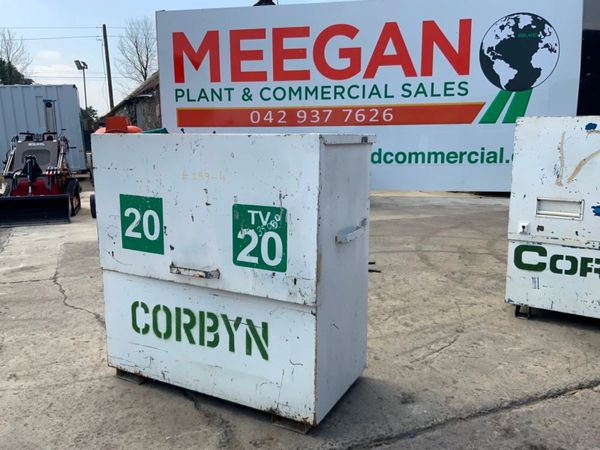 MEEGAN
PLANT & COMMERCIAL SALES
042 937 7626
dcommercial.
20
TV
20
CORBYN
COR